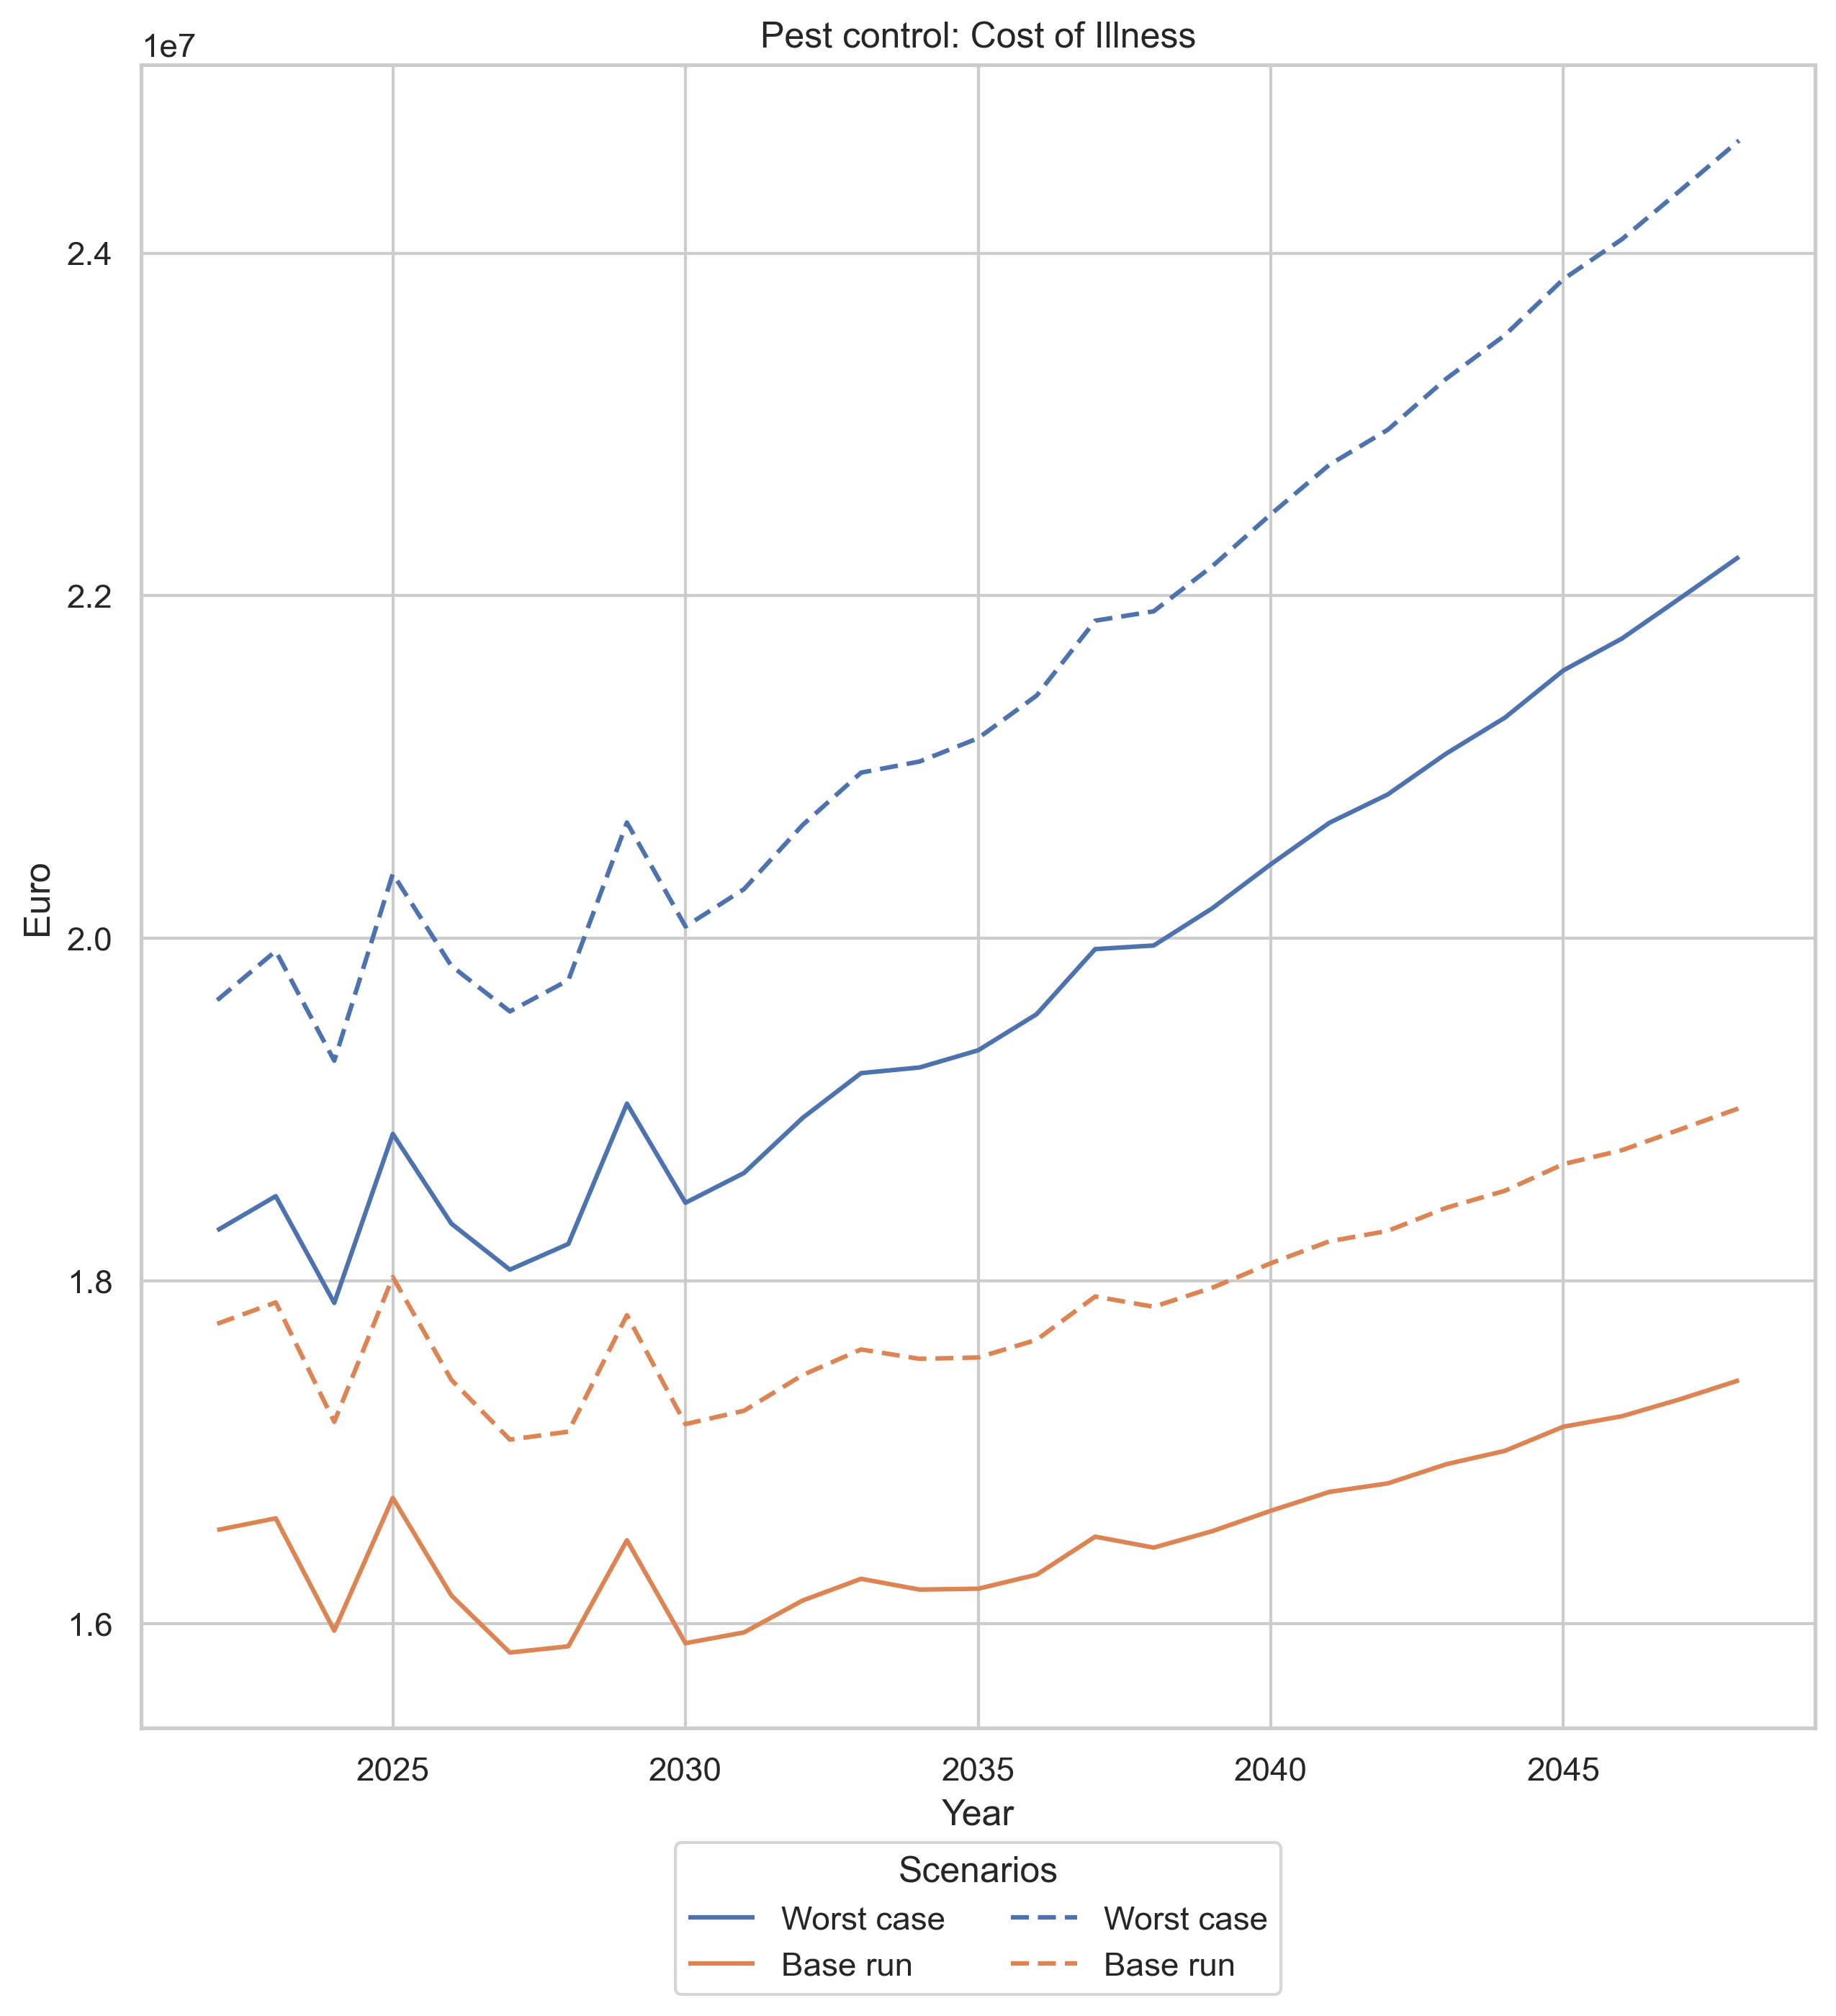 Pest control: Cost of Illness
1e7
2.4
2.2
2.0
1.8
1.6
Euro
2025 2030 2035 2040 2045
Year
Scenarios
Worst case Worst case
Base run Base run